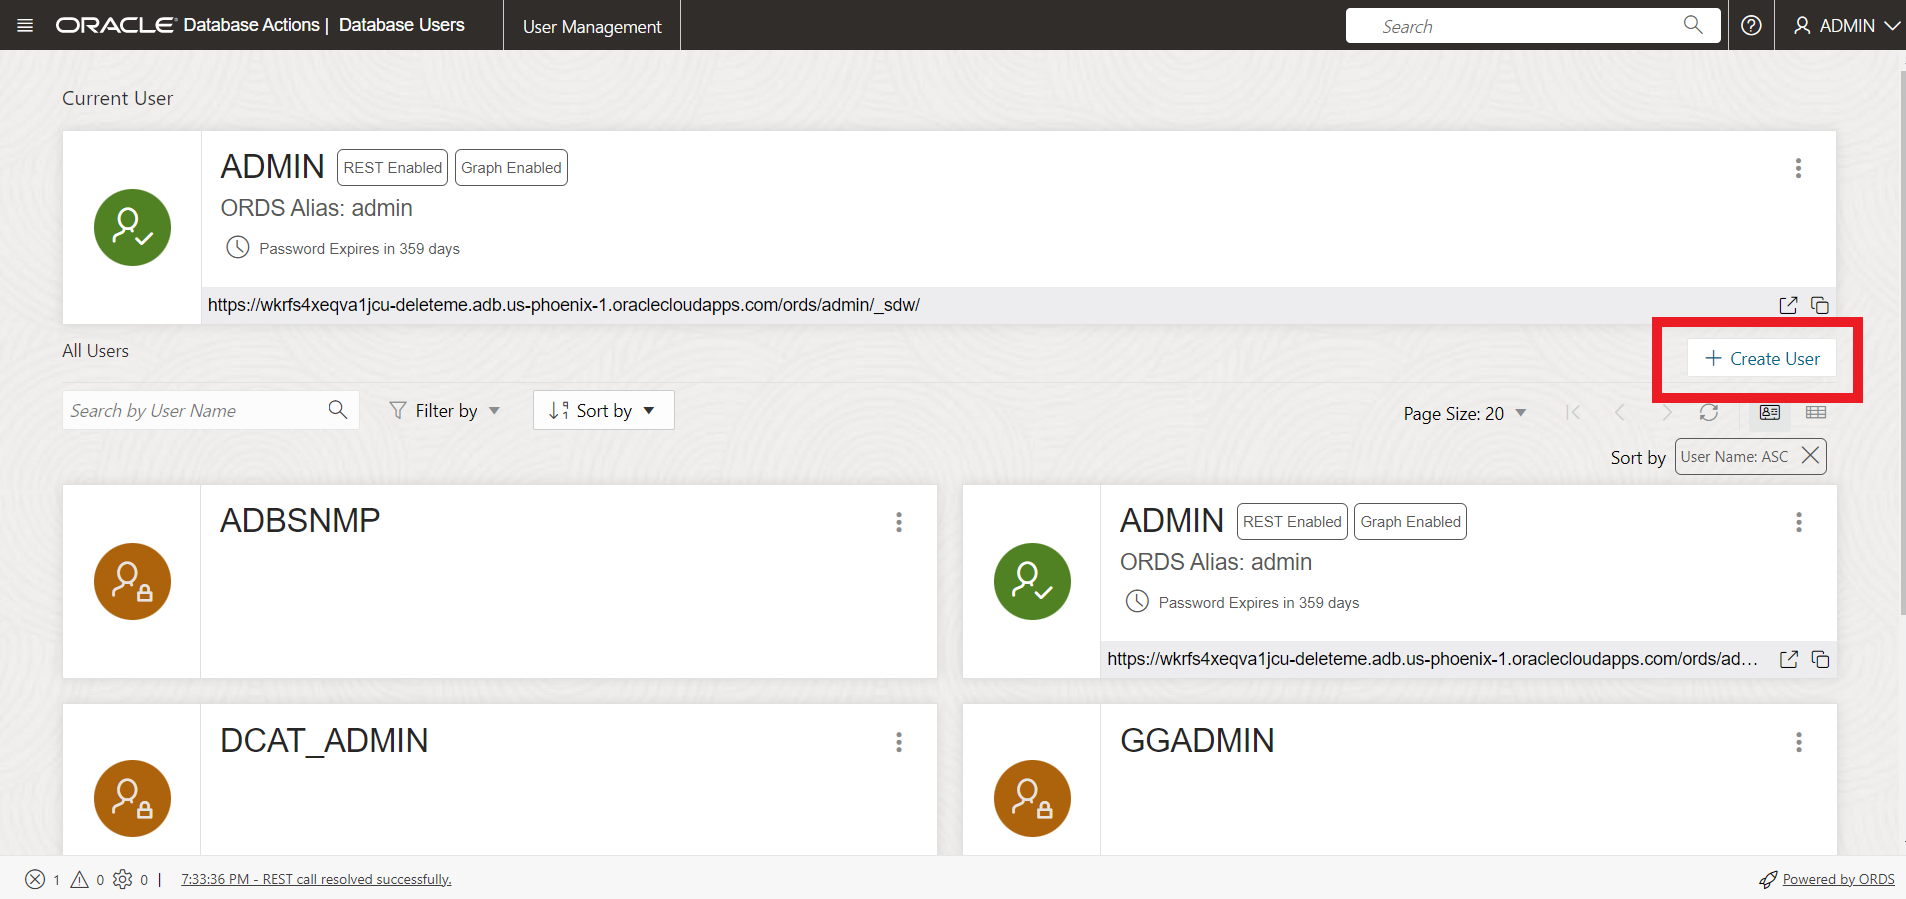 ORACLE Database Actions | Database Users
User Management
Search
ADMIN
Current User
ADMIN REST Enabled Graph Enabled
ORDS Alias: admin
Password Expires in 359 days
https://wkrfs4xeqva1jcu-deleteme.adb.us-phoenix-1.oraclecloudapps.com/ords/admin/_sdw/
All Users
+ Create User
Search by User Name
Filter by
Sort by
Page Size: 20
Sort by User Name: ASC
ADBSNMP
ADMIN REST Enabled Graph Enabled
ORDS Alias: admin
Password Expires in 359 days
https://wkrfs4xeqva1jcu-deleteme.adb.us-phoenix-1.oraclecloudapps.com/ords/ad...
DCAT_ADMIN
GGADMIN
1 0 0 | 7:33:36 PM - REST call resolved successfully.
Powered by ORDS